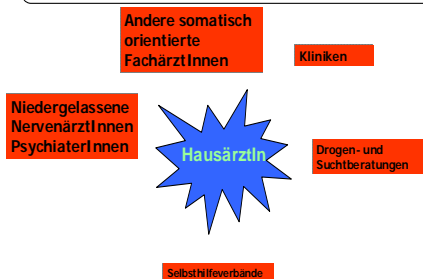 Andere somatisch
orientierte
FachärztInnen
Kliniken
Niedergelassene
NervenärztInnen
PsychiaterInnen
HausärztIn
Drogen- und
Suchtberatungen
Selbsthilfeverbände